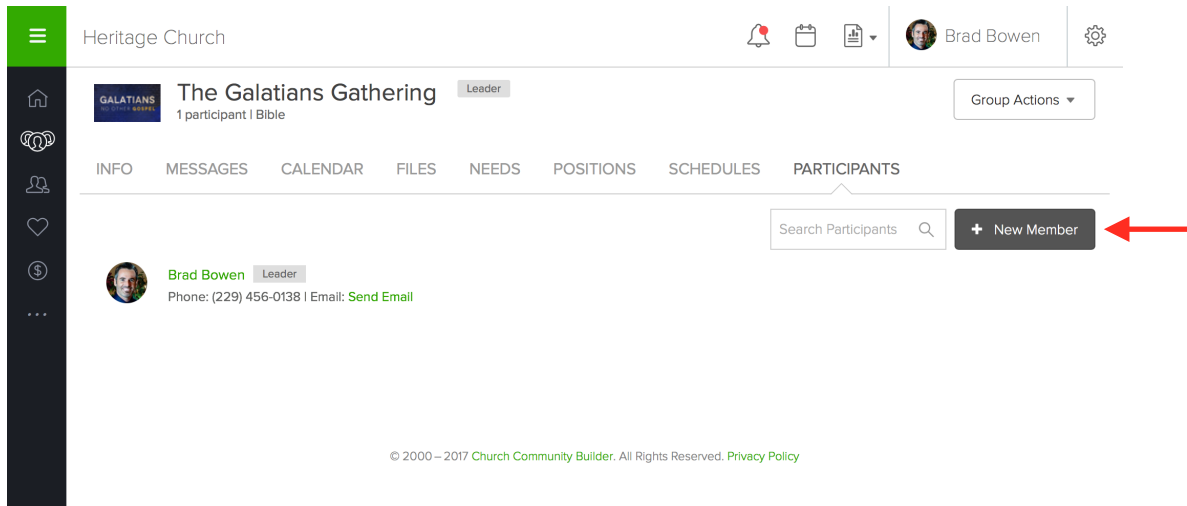 Heritage Church
Brad Bowen
GALATIANS
NO OTHER GOSPEL
The Galatians Gathering
Leader
1 participant | Bible
Group Actions
INFO MESSAGES CALENDAR FILES NEEDS POSITIONS SCHEDULES PARTICIPANTS
Search Participants
+ New Member
Brad Bowen Leader
Phone: (229) 456-0138 | Email: Send Email
© 2000 – 2017 Church Community Builder. All Rights Reserved. Privacy Policy